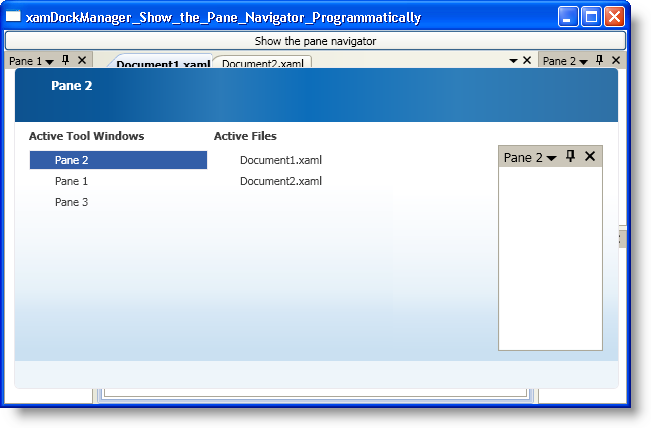 xamDockManager_Show_the_Pane_Navigator_Programmatically
Show the pane navigator
Pane 1
Document1.xaml
Document2.xaml
Pane 2
Pane 2
Active Tool Windows
Active Files
Pane 2
Document1.xaml
Pane 1
Document2.xaml
Pane 3
Pane 2